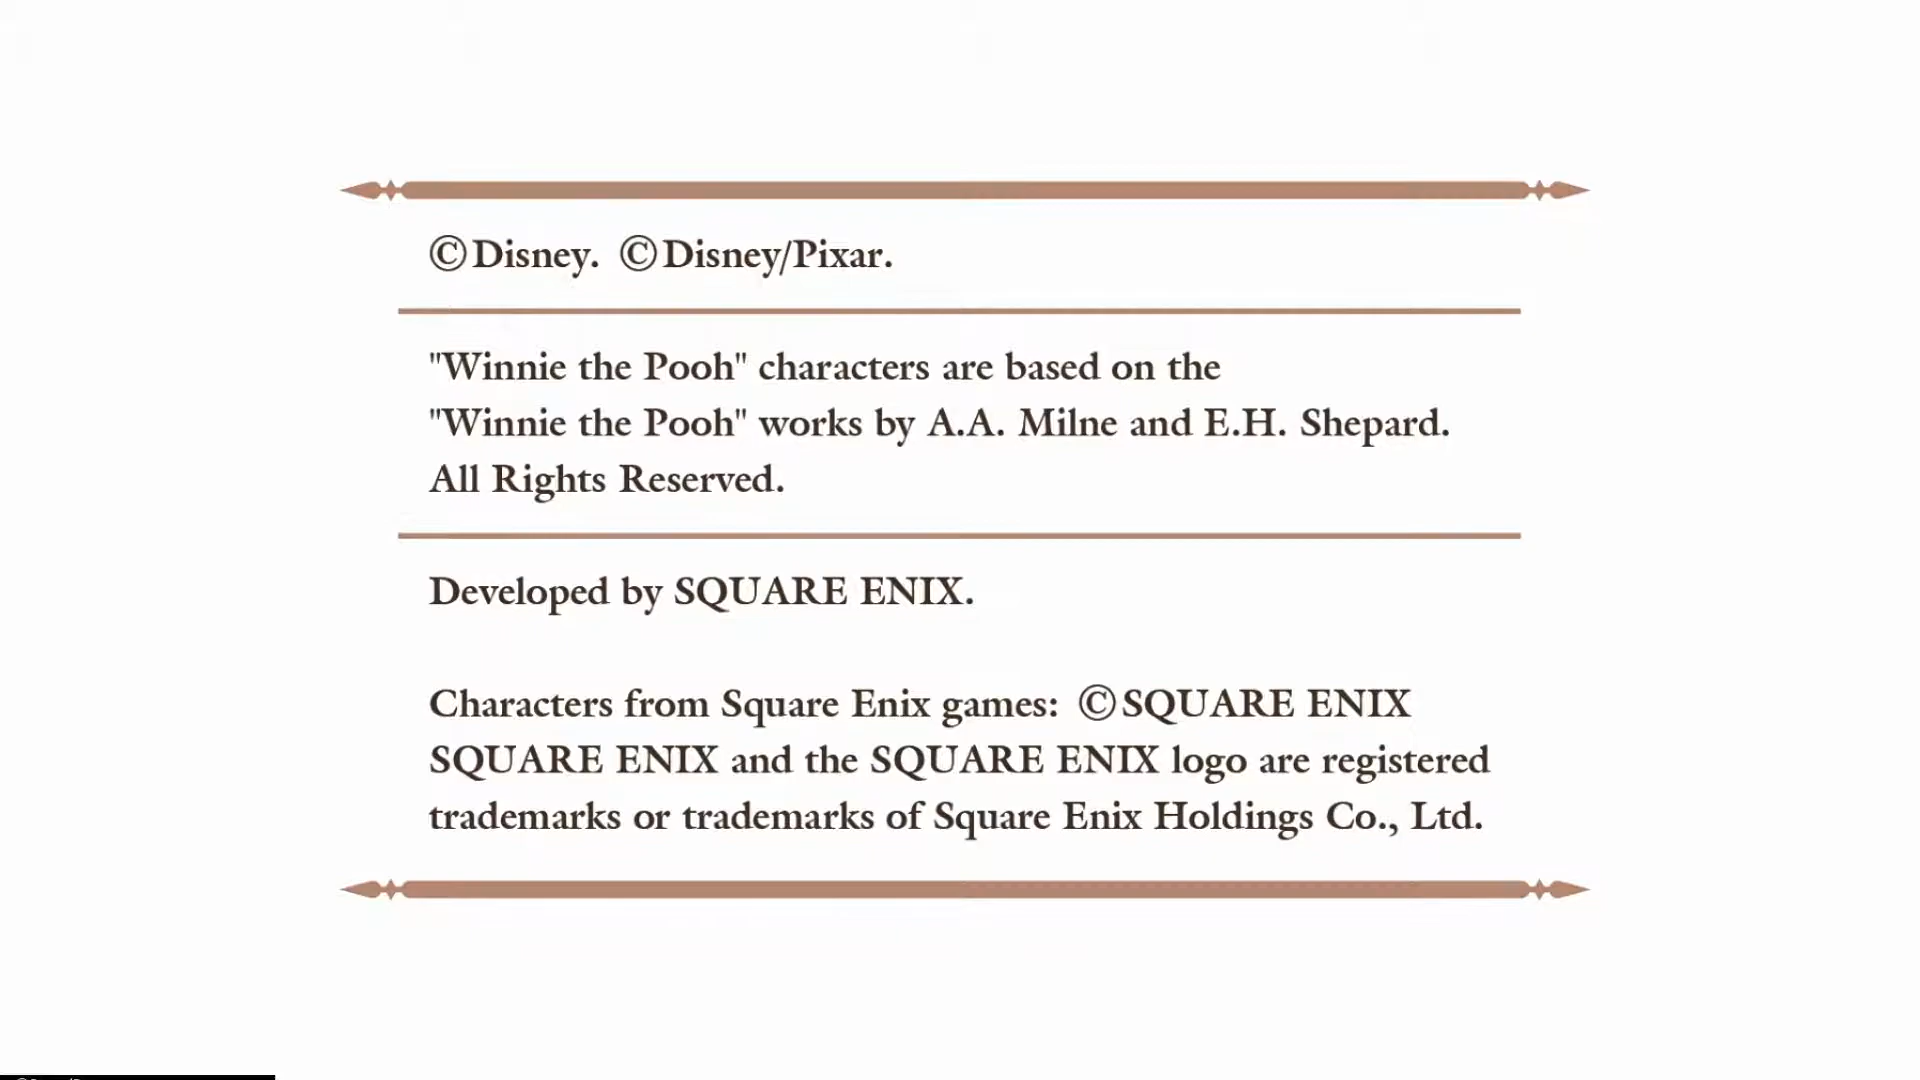 ©Disney. ©Disney/Pixar.
"Winnie the Pooh" characters are based on the
"Winnie the Pooh" works by A.A. Milne and E.H. Shepard.
All Rights Reserved.
Developed by SQUARE ENIX.
Characters from Square Enix games: ©SQUARE ENIX
SQUARE ENIX and the SQUARE ENIX logo are registered
trademarks or trademarks of Square Enix Holdings Co., Ltd.